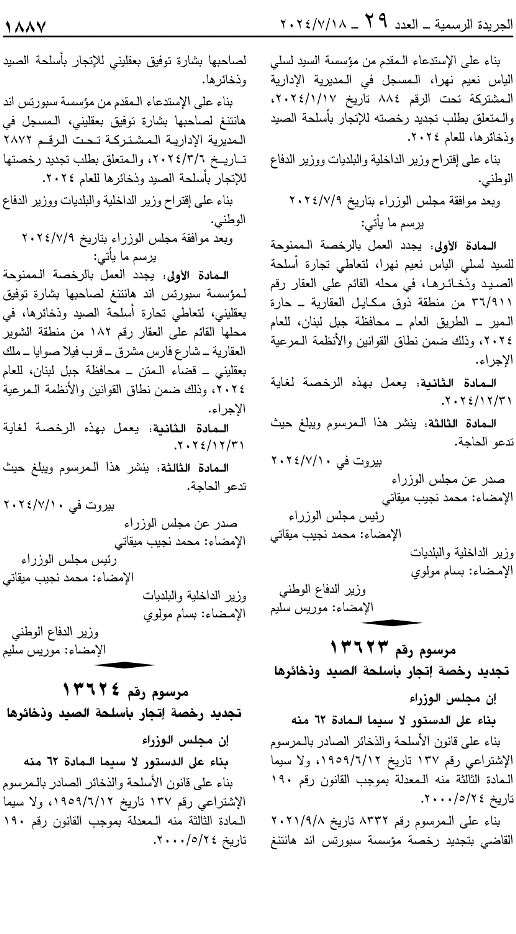 الجريدة الرسمية ــ العدد ٢٩ ــ ٢٠٢٤/٧/١٨
١٨٨٧
بناء على الإستدعاء المقدم من مؤسسة السيد لسلي
الياس نعيم نهرا، المسجل في المديرية الإدارية
المشتركة تحت الرقم ٨٨٤ تاريخ ٢٠٢٤/١/١٧،
والمتعلق بطلب تجديد رخصته للإتجار بأسلحة الصيد
وذخائرها، للعام ٢٠٢٤.
بناء على إقتراح وزير الداخلية والبلديات ووزير الدفاع
الوطني.
وبعد موافقة مجلس الوزراء بتاريخ ٢٠٢٤/٧/٩
يرسم ما يأتي:
المادة الأولى: يجدد العمل بالرخصة الممنوحة
للسيد لسلي الياس نعيم نهرا، لتعاطي تجارة أسلحة
الصيد وذخائرها، في محله القائم على العقار رقم
٣٦/٩١١ من منطقة ذوق مكايل العقارية ــ حارة
المير ــ الطريق العام ــ محافظة جبل لبنان، للعام
٢٠٢٤، وذلك ضمن نطاق القوانين والأنظمة المرعية
الإجراء.
المادة الثانية: يعمل بهذه الرخصة لغاية
٢٠٢٤/١٢/٣١.
المادة الثالثة: ينشر هذا المرسوم ويبلغ حيث
تدعو الحاجة.
بيروت في ٢٠٢٤/٧/١٠
صدر عن مجلس الوزراء
الإمضاء: محمد نجيب ميقاتي
رئيس مجلس الوزراء
الإمضاء: محمد نجيب ميقاتي
وزير الداخلية والبلديات
الإمضاء: بسام مولوي
وزير الدفاع الوطني
الإمضاء: موريس سليم
مرسوم رقم ١٣٦٢٣
تجديد رخصة إتجار بأسلحة الصيد وذخائرها
إن مجلس الوزراء
بناء على الدستور لا سيما المادة ٦٢ منه
بناء على قانون الأسلحة والذخائر الصادر بالمرسوم
الإشتراعي رقم ١٣٧ تاريخ ١٩٥٩/٦/١٢، ولا سيما
المادة الثالثة منه المعدلة بموجب القانون رقم ١٩٠
تاريخ ٢٠٠٠/٥/٢٤.
بناء على المرسوم رقم ٨٣٣٢ تاريخ ٢٠٢١/٩/٨
القاضي بتجديد رخصة مؤسسة سبورتس اند هانتنغ
لصاحبها بشارة توفيق بعقليني للإتجار بأسلحة الصيد
وذخائرها.
بناء على الإستدعاء المقدم من مؤسسة سبورتس اند
هانتنغ لصاحبها بشارة توفيق بعقليني، المسجل في
المديرية الإدارية المشتركة تحت الرقم ٢٨٧٢
تاريخ ٢٠٢٤/٣/٦، والمتعلق بطلب تجديد رخصتها
للإتجار بأسلحة الصيد وذخائرها للعام ٢٠٢٤.
بناء على إقتراح وزير الداخلية والبلديات ووزير الدفاع
الوطني.
وبعد موافقة مجلس الوزراء بتاريخ ٢٠٢٤/٧/٩
يرسم ما يأتي:
المادة الأولى: يجدد العمل بالرخصة الممنوحة
لمؤسسة سبورتس اند هانتنغ لصاحبها بشارة توفيق
بعقليني، لتعاطي تجارة أسلحة الصيد وذخائرها، في
محلها القائم على العقار رقم ١٨٢ من منطقة الشوير
العقارية ــ شارع فارس مشرق ــ قرب فيلا صوايا ــ ملك
بعقليني ــ قضاء المتن ــ محافظة جبل لبنان، للعام
٢٠٢٤، وذلك ضمن نطاق القوانين والأنظمة المرعية
الإجراء.
المادة الثانية: يعمل بهذه الرخصة لغاية
٢٠٢٤/١٢/٣١.
المادة الثالثة: ينشر هذا المرسوم ويبلغ حيث
تدعو الحاجة.
بيروت في ٢٠٢٤/٧/١٠
صدر عن مجلس الوزراء
الإمضاء: محمد نجيب ميقاتي
رئيس مجلس الوزراء
الإمضاء: محمد نجيب ميقاتي
وزير الداخلية والبلديات
الإمضاء: بسام مولوي
وزير الدفاع الوطني
الإمضاء: موريس سليم
مرسوم رقم ١٣٦٢٤
تجديد رخصة إتجار بأسلحة الصيد وذخائرها
إن مجلس الوزراء
بناء على الدستور لا سيما المادة ٦٢ منه
بناء على قانون الأسلحة والذخائر الصادر بالمرسوم
الإشتراعي رقم ١٣٧ تاريخ ١٩٥٩/٦/١٢، ولا سيما
المادة الثالثة منه المعدلة بموجب القانون رقم ١٩٠
تاريخ ٢٠٠٠/٥/٢٤.